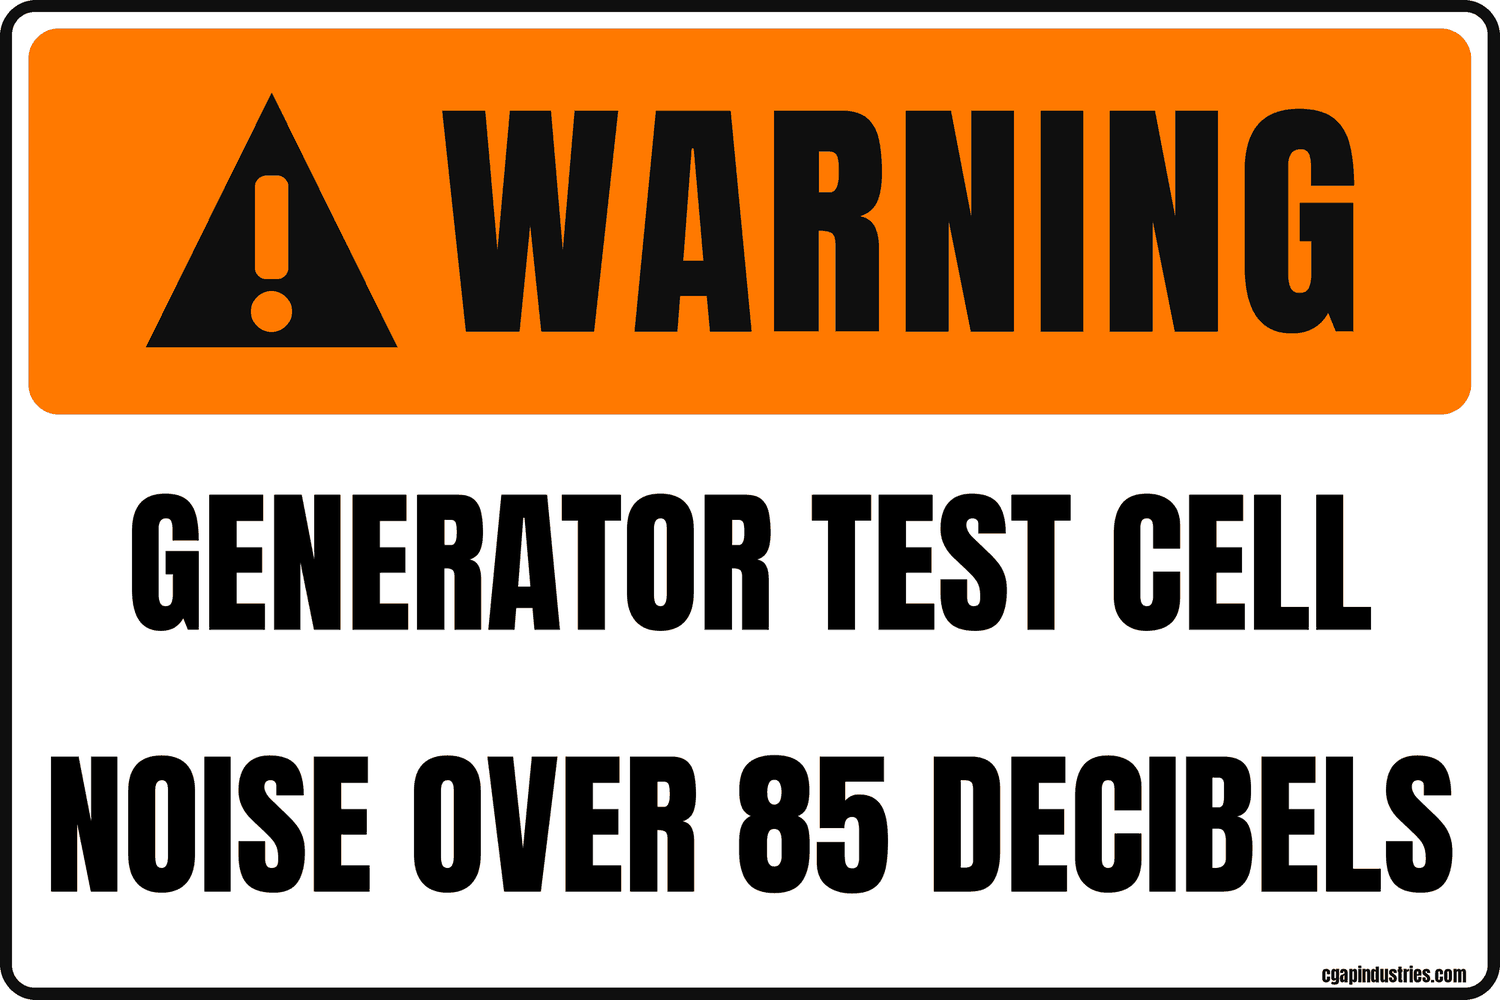 WARNING
GENERATOR TEST CELL
NOISE OVER 85 DECIBELS
cgapindustries.com